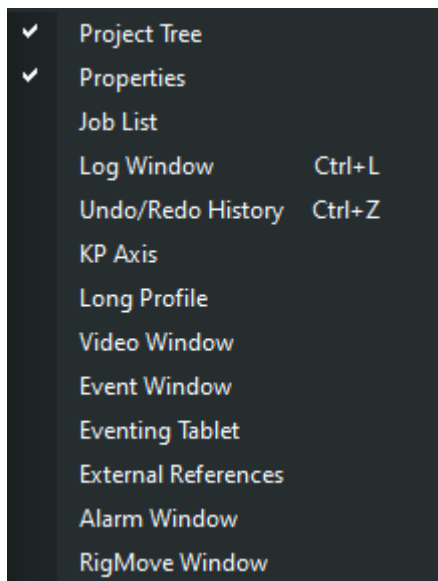 Project Tree
Properties
Job List
Log Window Ctrl+L
Undo/Redo History Ctrl+Z
KP Axis
Long Profile
Video Window
Event Window
Eventing Tablet
External References
Alarm Window
RigMove Window